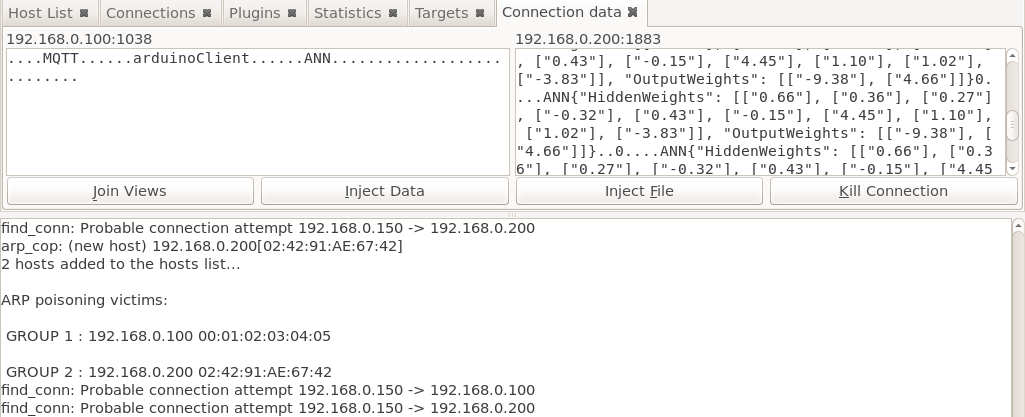 Host List ✖ Connections ✖ Plugins ✖ Statistics ✖ Targets ✖ Connection data ✖
192.168.0.100:1038
....MQTT......arduinoClient......ANN...................
........
192.168.0.200:1883
, ["0.43"], ["-0.15"], ["4.45"], ["1.10"], ["1.02"],
["-3.83"]], "OutputWeights": [["-9.38"], ["4.66"]]}0.
...ANN{"HiddenWeights": [["0.66"], ["0.36"], ["0.27"]
, ["-0.32"], ["0.43"], ["-0.15"], ["4.45"], ["1.10"],
["1.02"], ["-3.83"]], "OutputWeights": [["-9.38"], [
"4.66"]]}..0....ANN{"HiddenWeights": [["0.66"], ["0.3
6"], ["0.27"], ["-0.32"], ["0.43"], ["-0.15"], ["4.45
Join Views Inject Data Inject File Kill Connection
find_conn: Probable connection attempt 192.168.0.150 -> 192.168.0.200
arp_cop: (new host) 192.168.0.200[02:42:91:AE:67:42]
2 hosts added to the hosts list...
ARP poisoning victims:
GROUP 1 : 192.168.0.100 00:01:02:03:04:05
GROUP 2 : 192.168.0.200 02:42:91:AE:67:42
find_conn: Probable connection attempt 192.168.0.150 -> 192.168.0.100
find_conn: Probable connection attempt 192.168.0.150 -> 192.168.0.200